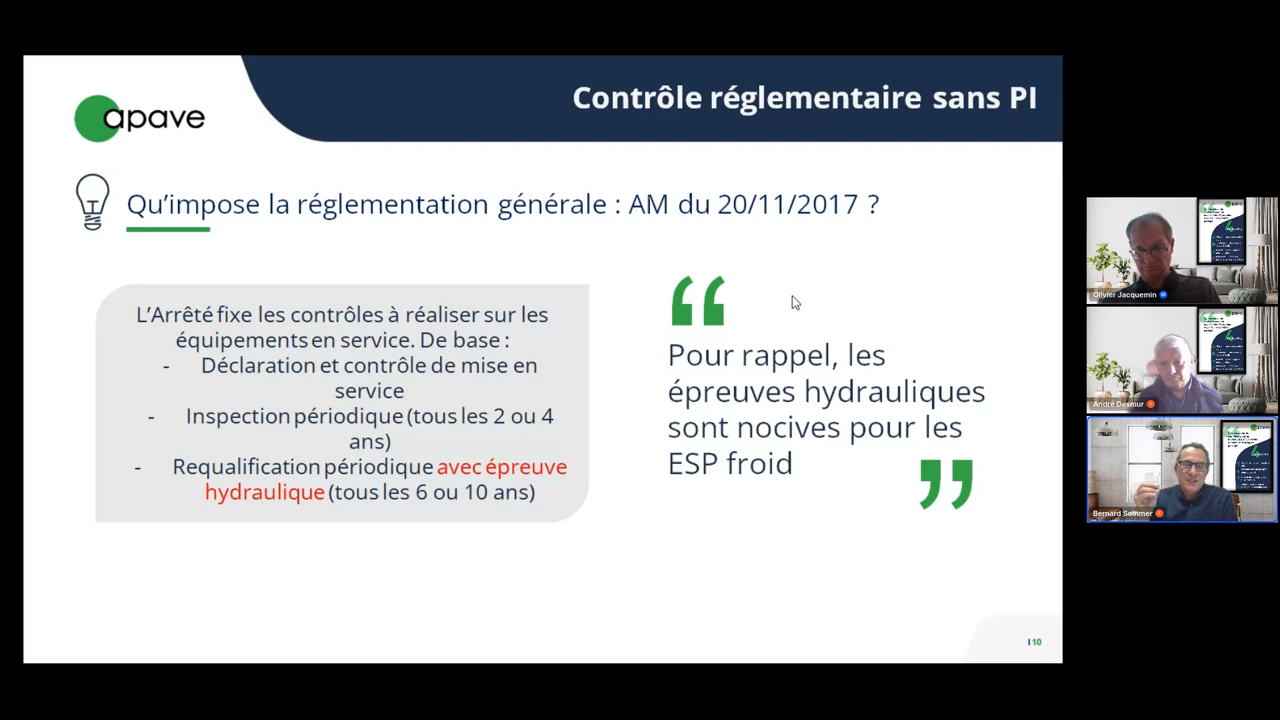 apave
Contrôle réglementaire sans PI
Qu'impose la réglementation générale : AM du 20/11/2017 ?
L'Arrêté fixe les contrôles à réaliser sur les
équipements en service. De base :
- Déclaration et contrôle de mise en
service
- Inspection périodique (tous les 2 ou 4
ans)
- Requalification périodique avec épreuve
hydraulique (tous les 6 ou 10 ans)
Pour rappel, les
épreuves hydrauliques
sont nocives pour les
ESP froid
I 10
Olivier Jacquemin
André Desmur
Bernard Sommer